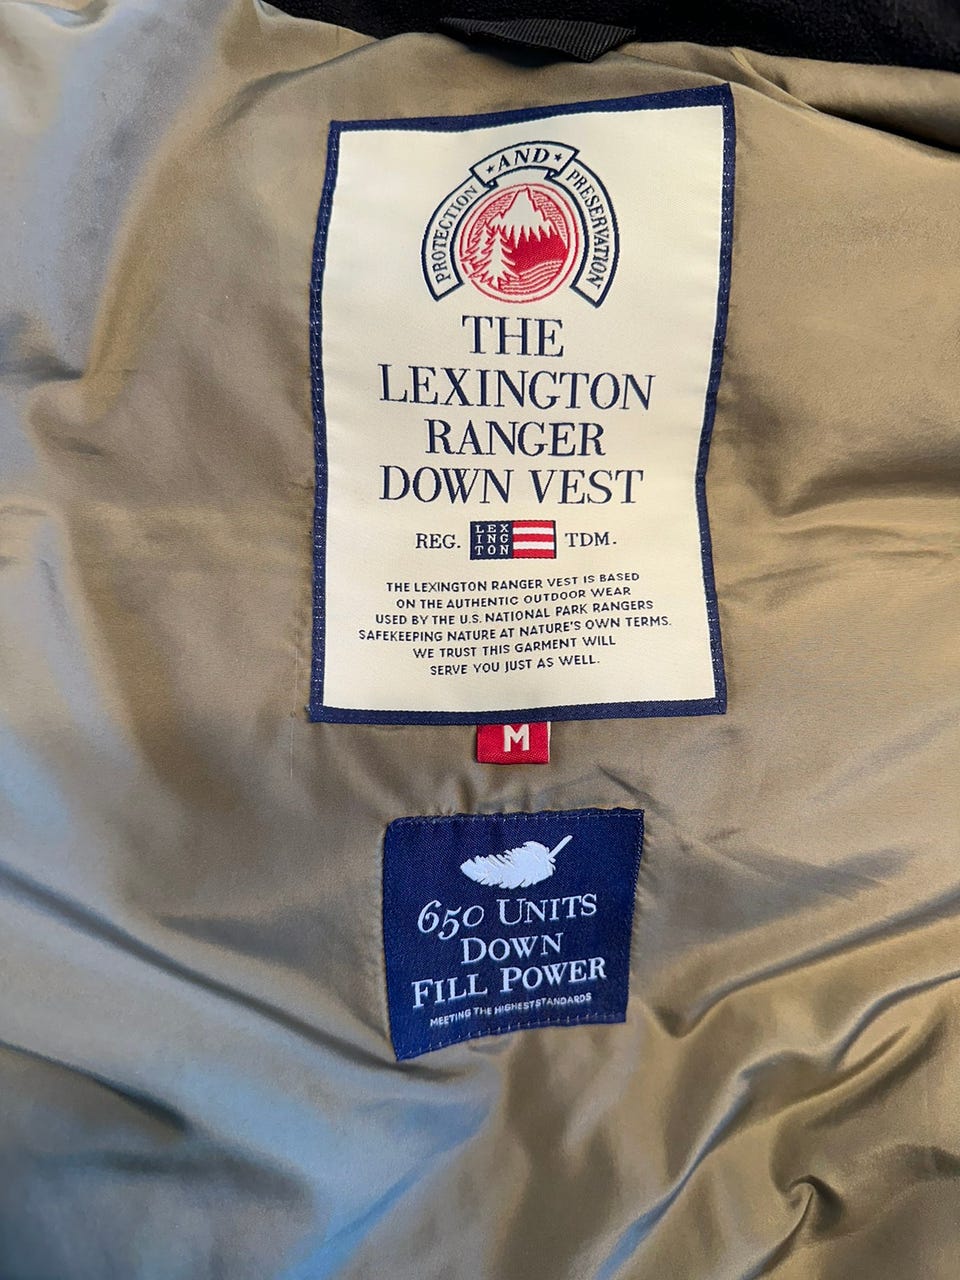 PROTECTION ★AND★ PRESERVATION
THE
LEXINGTON
RANGER
DOWN VEST
REG. LEX ING TON TDM.
THE LEXINGTON RANGER VEST IS BASED
ON THE AUTHENTIC OUTDOOR WEAR
USED BY THE U.S. NATIONAL PARK RANGERS
SAFEKEEPING NATURE AT NATURE'S OWN TERMS.
WE TRUST THIS GARMENT WILL
SERVE YOU JUST AS WELL.
M
650 UNITS
DOWN
FILL POWER
MEETING THE HIGHEST STANDARDS